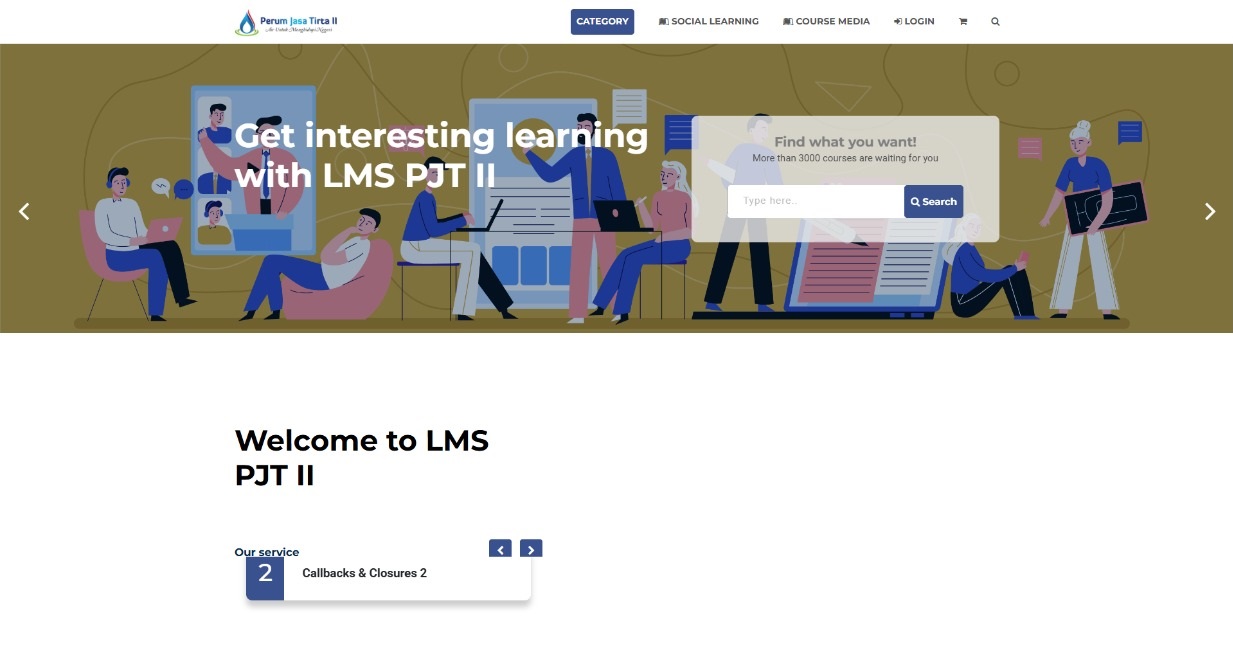 Perum Jasa Tirta II
Air Untuk Menghidupi Negeri
CATEGORY
SOCIAL LEARNING
COURSE MEDIA
LOGIN
Get interesting learning
with LMS PJT II
Find what you want!
More than 3000 courses are waiting for you
Type here..
Search
Welcome to LMS
PJT II
Our service
2
Callbacks & Closures 2